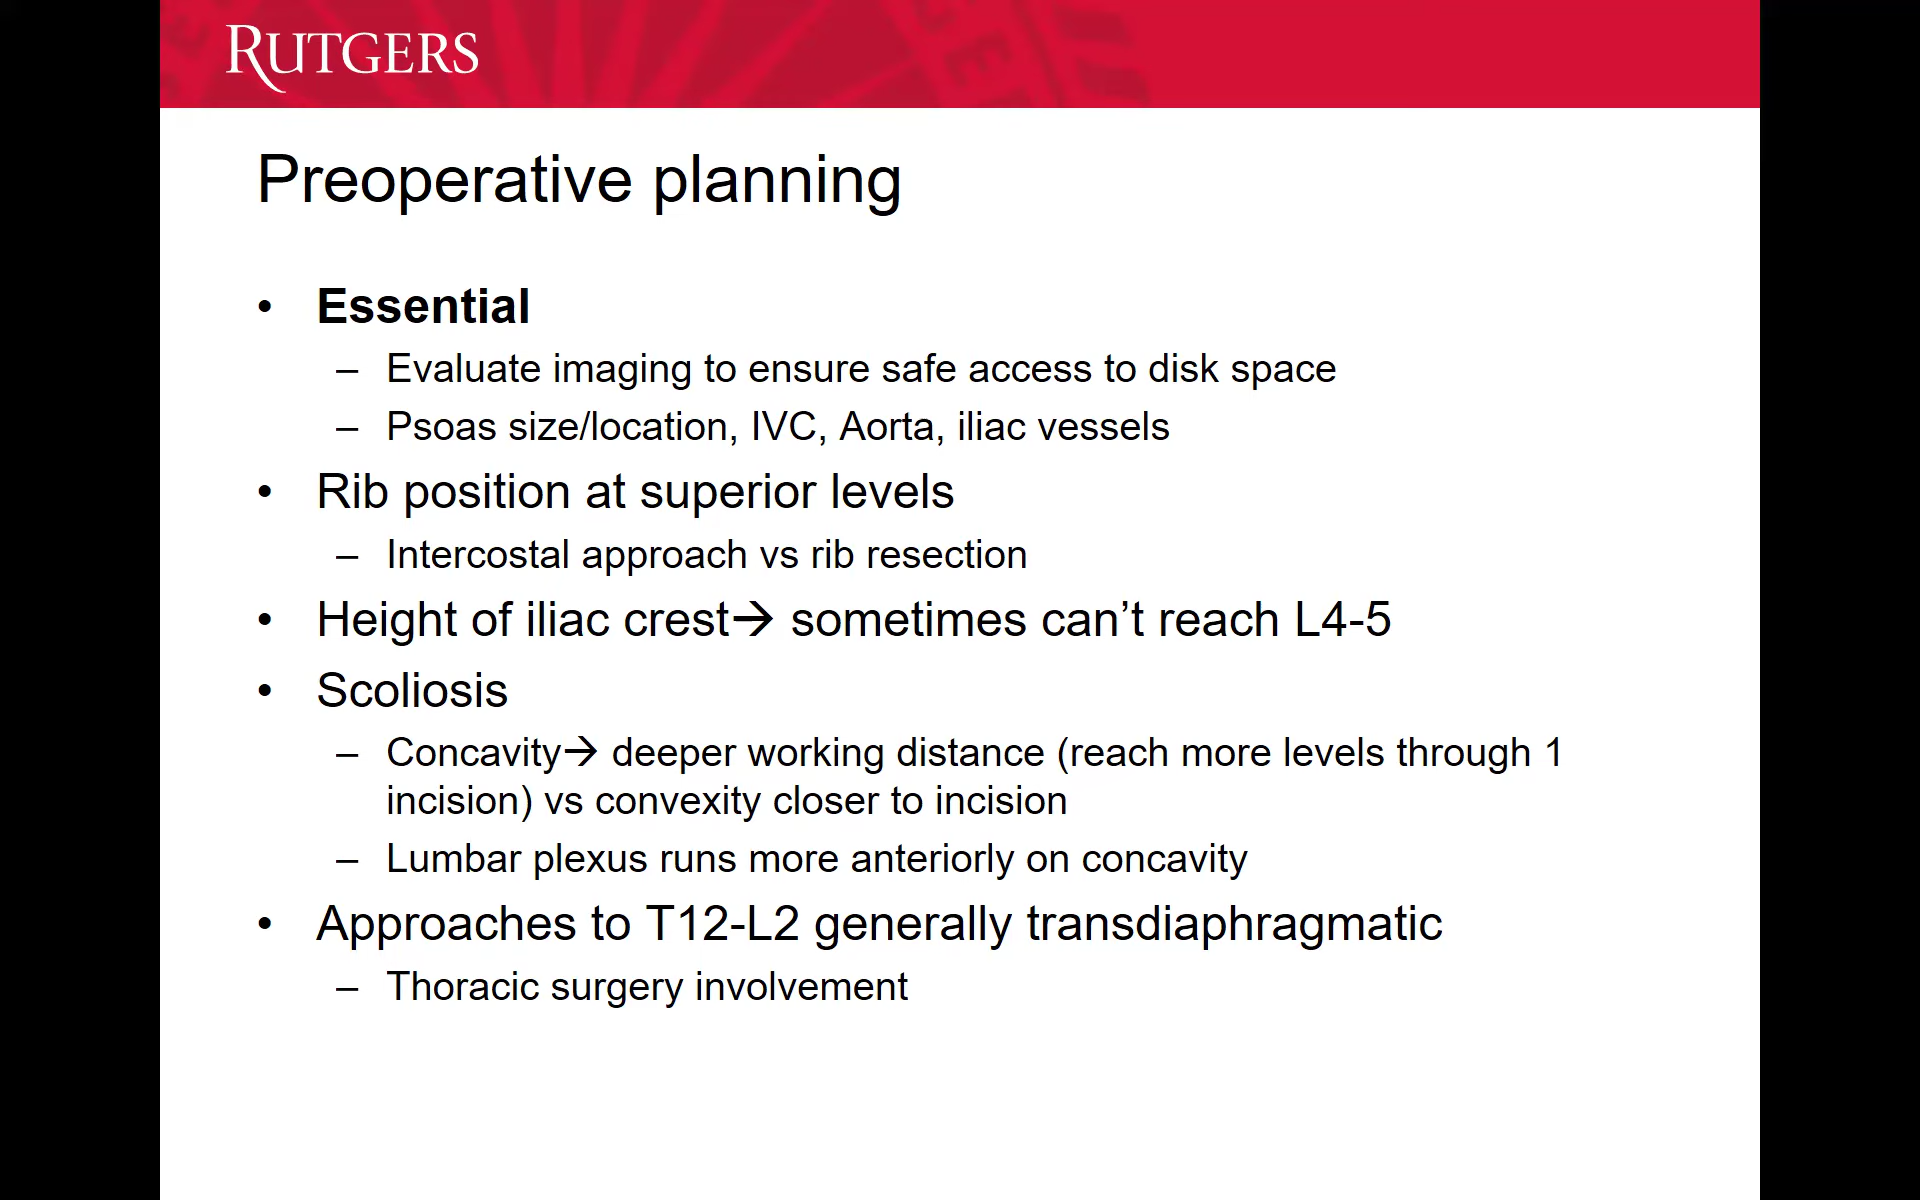 RUTGERS
Preoperative planning
• Essential
– Evaluate imaging to ensure safe access to disk space
– Psoas size/location, IVC, Aorta, iliac vessels
• Rib position at superior levels
– Intercostal approach vs rib resection
• Height of iliac crest→ sometimes can’t reach L4-5
• Scoliosis
– Concavity→ deeper working distance (reach more levels through 1
incision) vs convexity closer to incision
– Lumbar plexus runs more anteriorly on concavity
• Approaches to T12-L2 generally transdiaphragmatic
– Thoracic surgery involvement